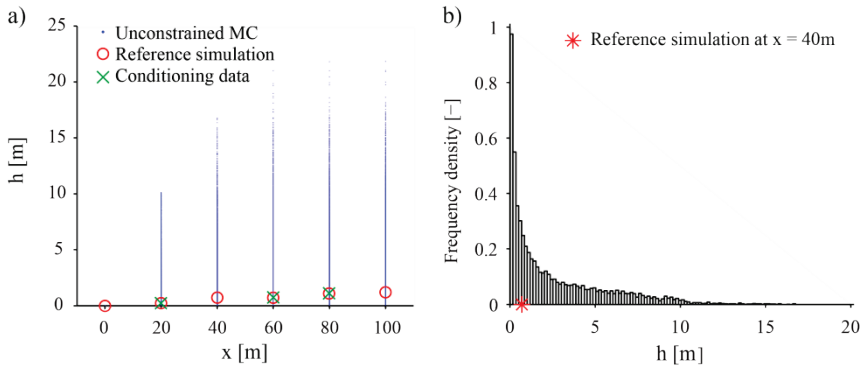 a)
25
20
15
10
5
0
h [m]
Unconstrained MC
Reference simulation
Conditioning data
0 20 40 60 80 100
x [m]
b)
1
0.8
0.6
0.4
0.2
0
Frequency density [-]
Reference simulation at x = 40m
0 5 10 15 20
h [m]